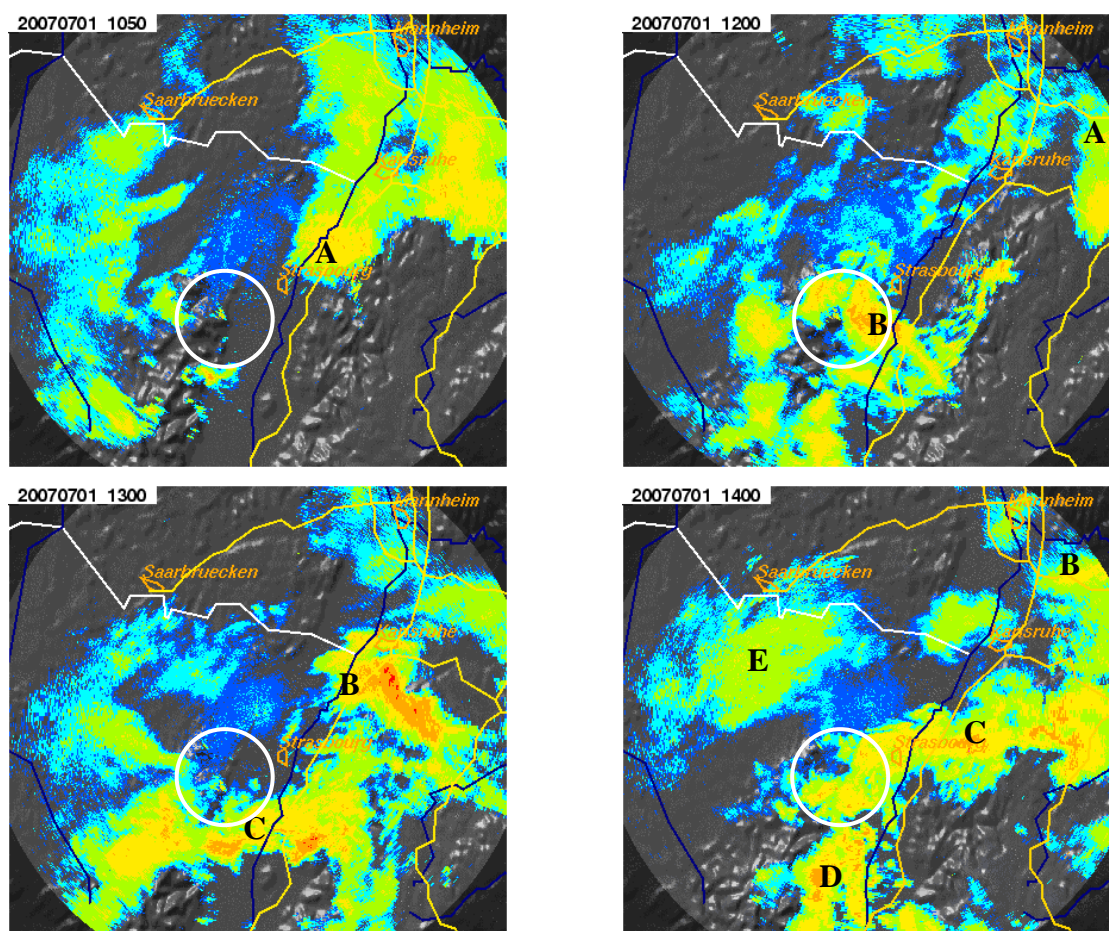 20070701_1050
Mannheim
Saarbruecken
Karlsruhe
A
Strasbourg
20070701_1200
Mannheim
Saarbruecken
A
Karlsruhe
Strasbourg
B
20070701_1300
Mannheim
Saarbruecken
Karlsruhe
B
Strasbourg
C
20070701_1400
Mannheim
B
Saarbruecken
Karlsruhe
E
C
Strasbourg
D